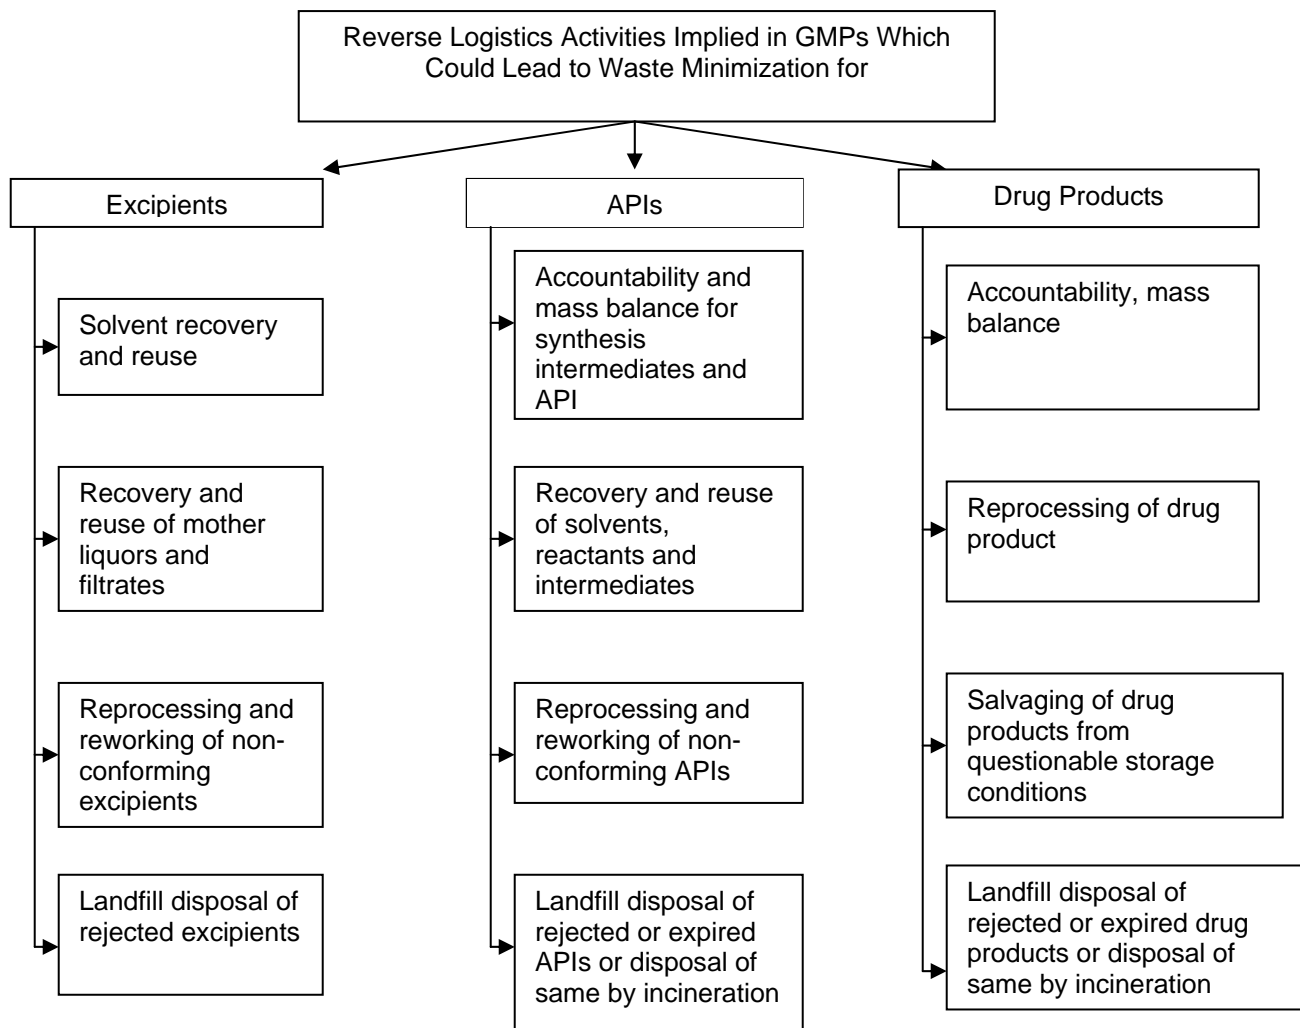 Reverse Logistics Activities Implied in GMPs Which
Could Lead to Waste Minimization for
Excipients
Solvent recovery
and reuse
Recovery and
reuse of mother
liquors and
filtrates
Reprocessing and
reworking of non-
conforming
excipients
Landfill disposal of
rejected excipients
APIs
Accountability and
mass balance for
synthesis
intermediates and
API
Recovery and reuse
of solvents,
reactants and
intermediates
Reprocessing and
reworking of non-
conforming APIs
Landfill disposal of
rejected or expired
APIs or disposal of
same by incineration
Drug Products
Accountability, mass
balance
Reprocessing of drug
product
Salvaging of drug
products from
questionable storage
conditions
Landfill disposal of
rejected or expired drug
products or disposal of
same by incineration